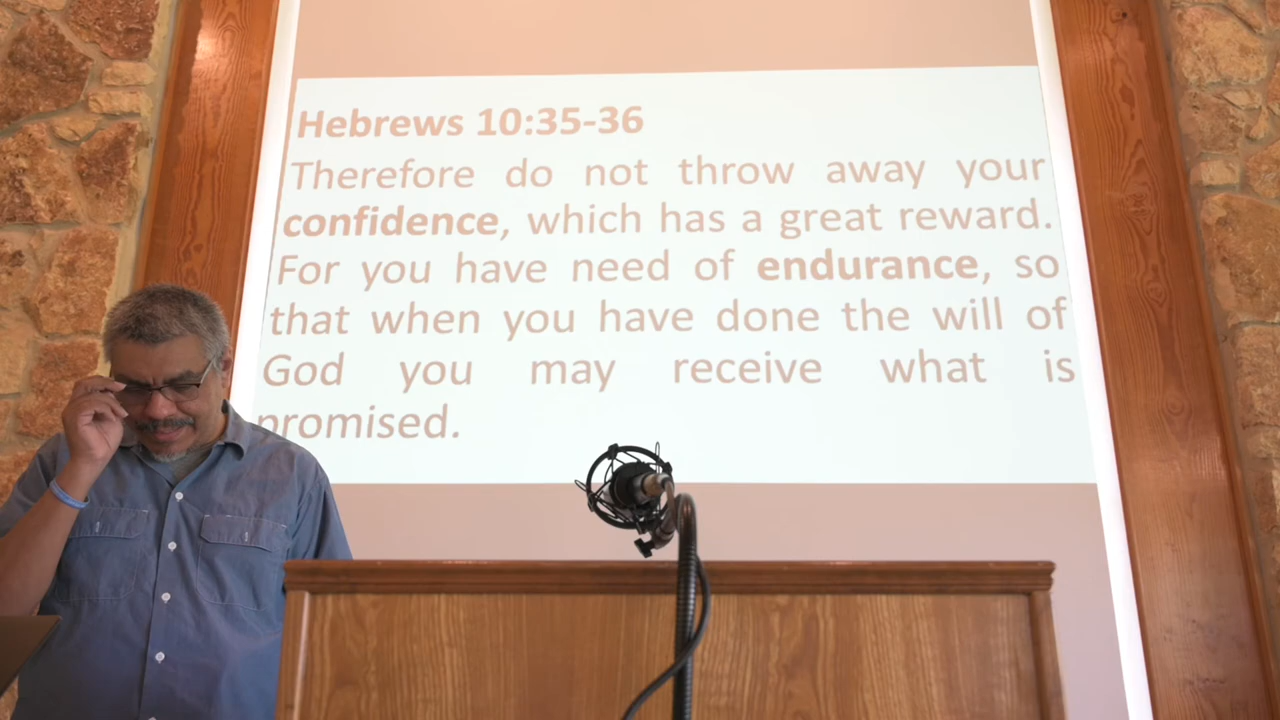 Hebrews 10:35-36
Therefore do not throw away your
confidence, which has a great reward.
For you have need of endurance, so
that when you have done the will of
God you may receive what is
promised.